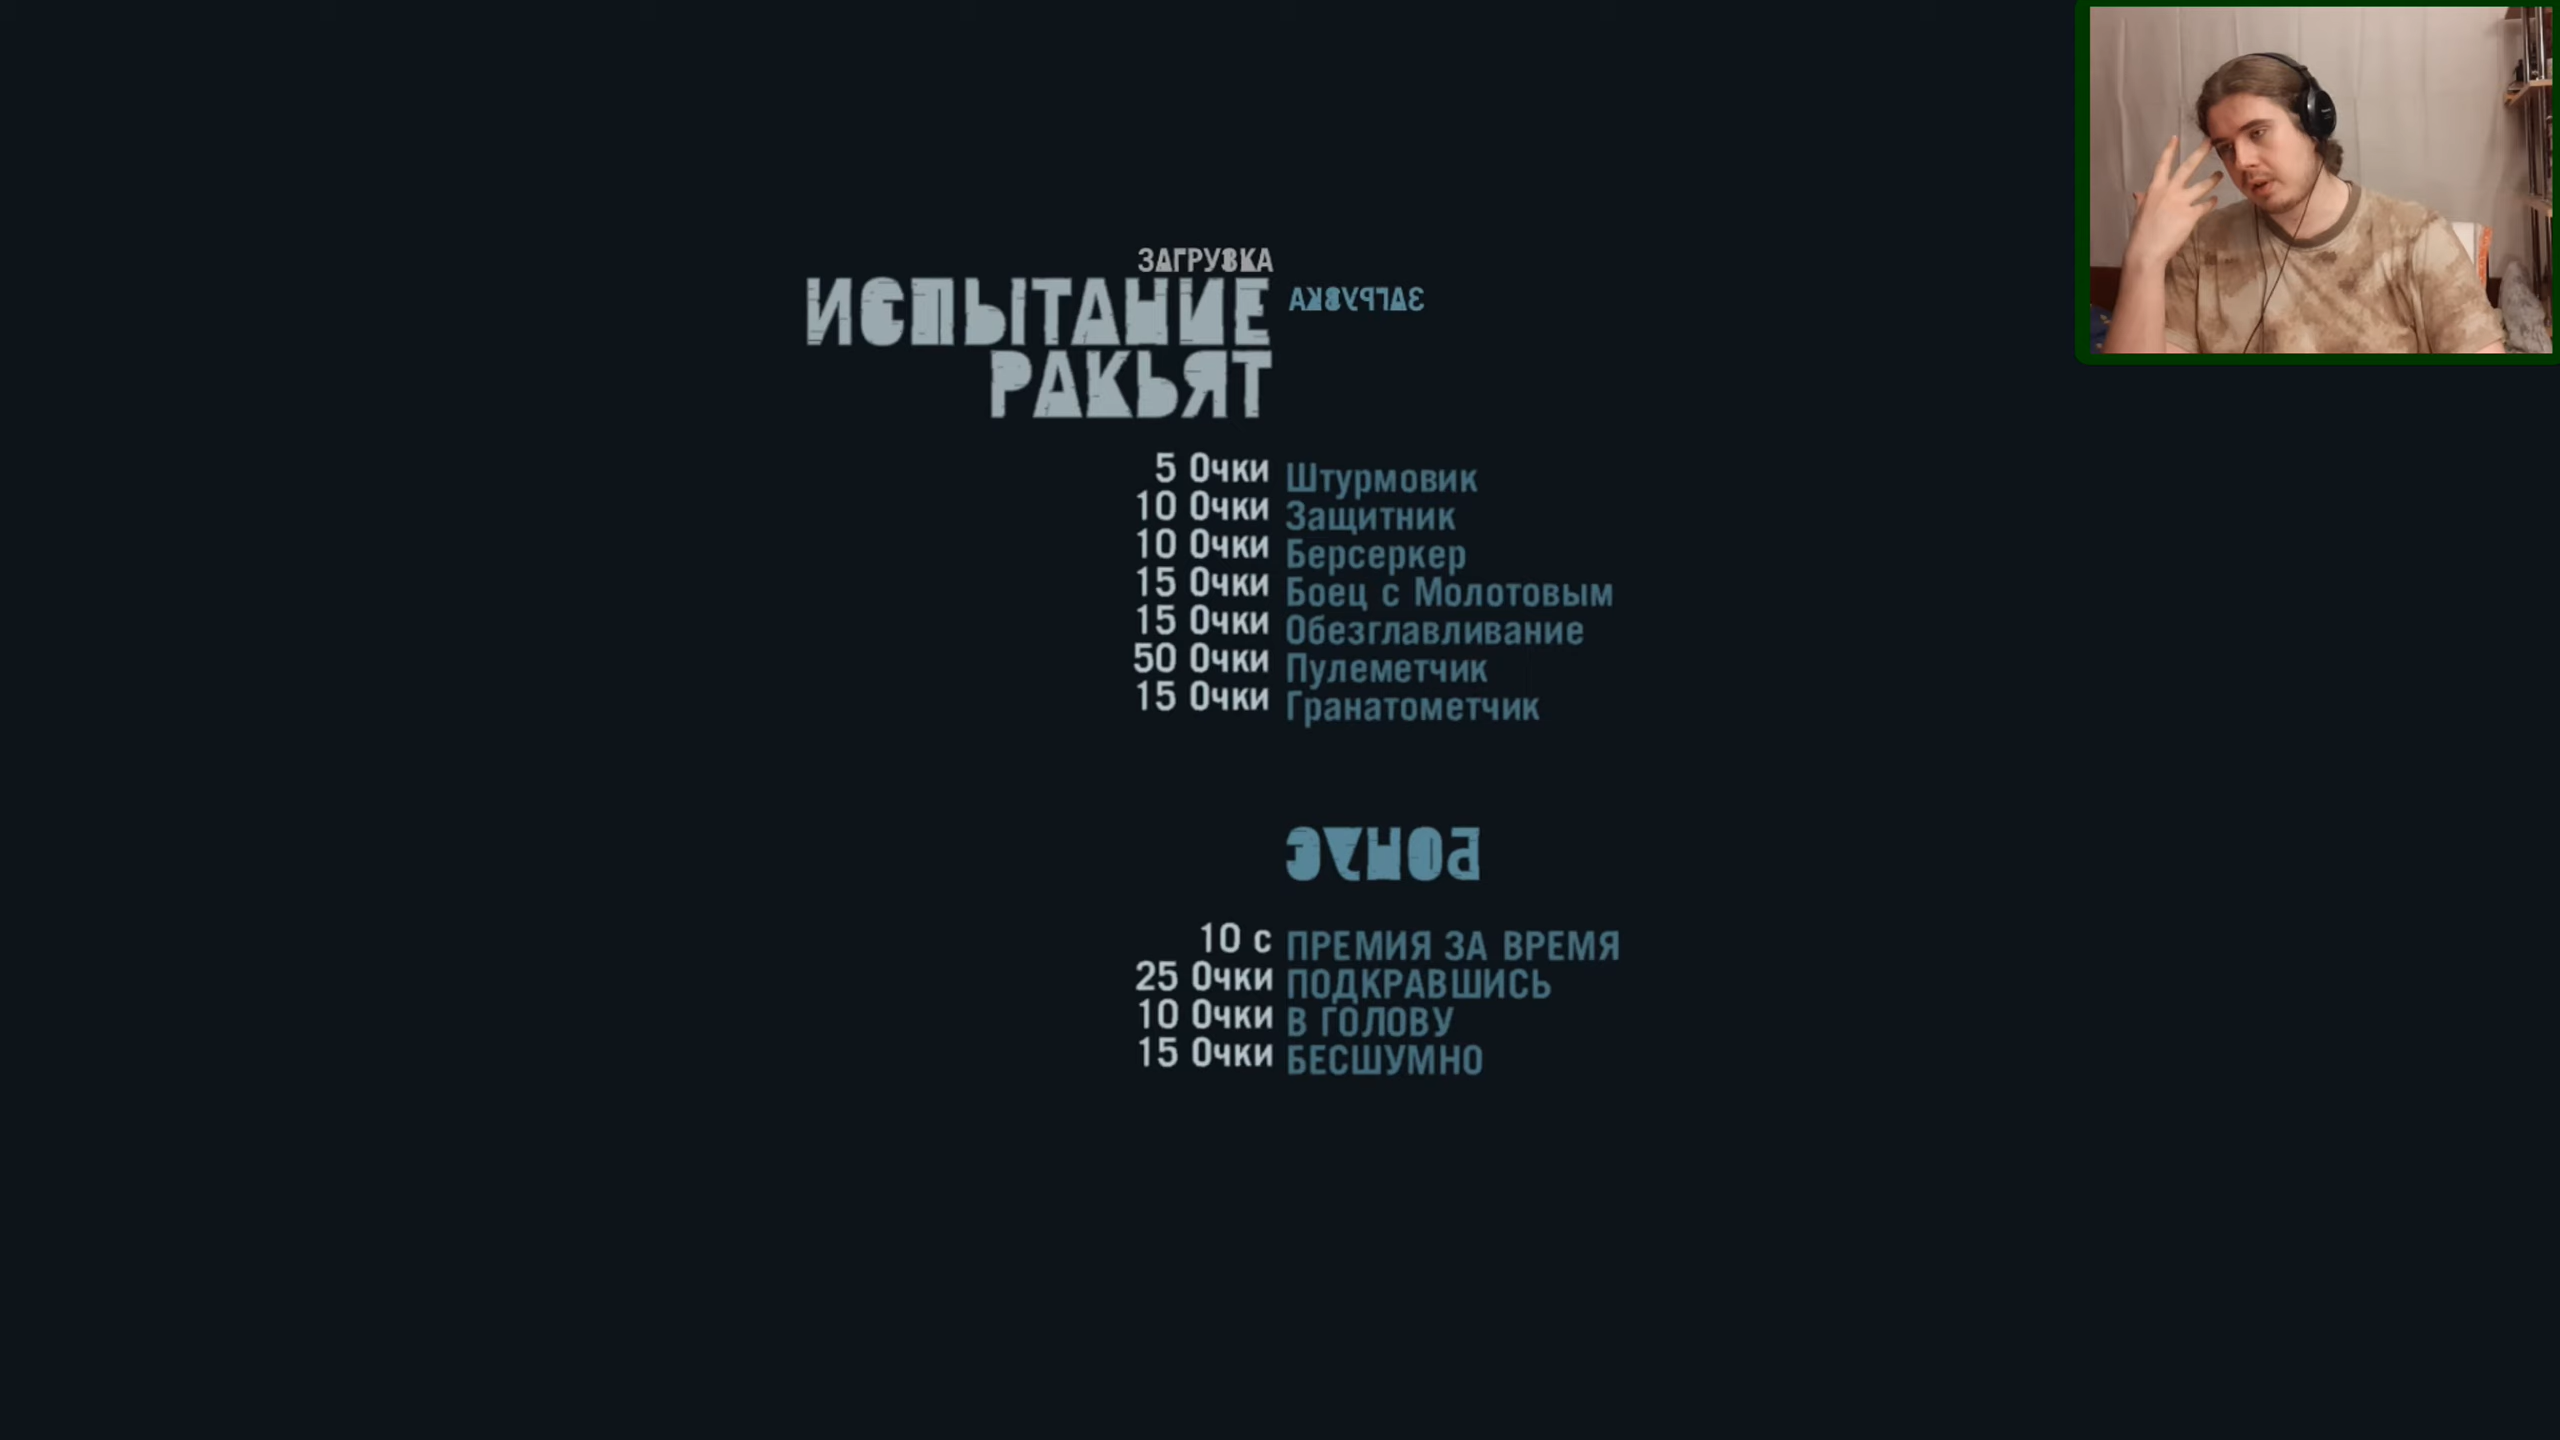 ЗАГРУЗКА
ИСПЫТАНИЕ ЗАГРУЗКА
РАКЬЯТ
5 Очки Штурмовик
10 Очки Защитник
10 Очки Берсеркер
15 Очки Боец с Молотовым
15 Очки Обезглавливание
50 Очки Пулеметчик
15 Очки Гранатометчик
БОНУС
10 с ПРЕМИЯ ЗА ВРЕМЯ
25 Очки ПОДКРАВШИСЬ
10 Очки В ГОЛОВУ
15 Очки БЕСШУМНО